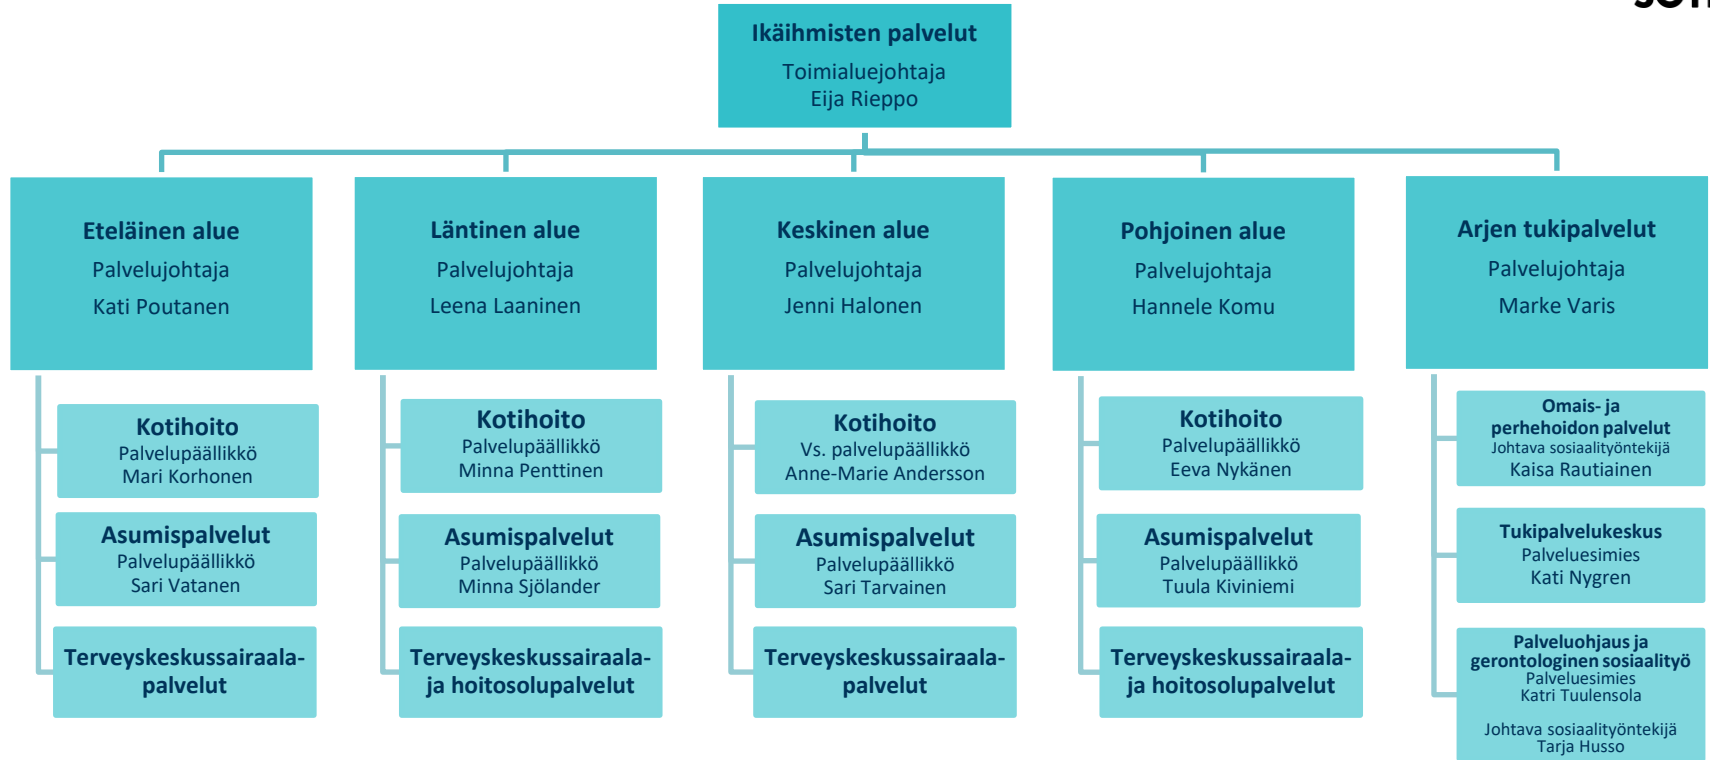 Ikäihmisten palvelut
Toimialuejohtaja
Eija Rieppo
Eteläinen alue
Palvelujohtaja
Kati Poutanen
Kotihoito
Palvelupäällikkö
Mari Korhonen
Asumispalvelut
Palvelupäällikkö
Sari Vatanen
Terveyskeskussairaala-
palvelut
Läntinen alue
Palvelujohtaja
Leena Laaninen
Kotihoito
Palvelupäällikkö
Minna Penttinen
Asumispalvelut
Palvelupäällikkö
Minna Sjölander
Terveyskeskussairaala-
ja hoitosolupalvelut
Keskinen alue
Palvelujohtaja
Jenni Halonen
Kotihoito
Vs. palvelupäällikkö
Anne-Marie Andersson
Asumispalvelut
Palvelupäällikkö
Sari Tarvainen
Terveyskeskussairaala-
palvelut
Pohjoinen alue
Palvelujohtaja
Hannele Komu
Kotihoito
Palvelupäällikkö
Eeva Nykänen
Asumispalvelut
Palvelupäällikkö
Tuula Kiviniemi
Terveyskeskussairaala-
ja hoitosolupalvelut
Arjen tukipalvelut
Palvelujohtaja
Marke Varis
Omais- ja
perhehoidon palvelut
Johtava sosiaalityöntekijä
Kaisa Rautiainen
Tukipalvelukeskus
Palveluesimies
Kati Nygren
Palveluohjaus ja
gerontologinen sosiaalityö
Palveluesimies
Katri Tuulensola
Johtava sosiaalityöntekijä
Tarja Husso